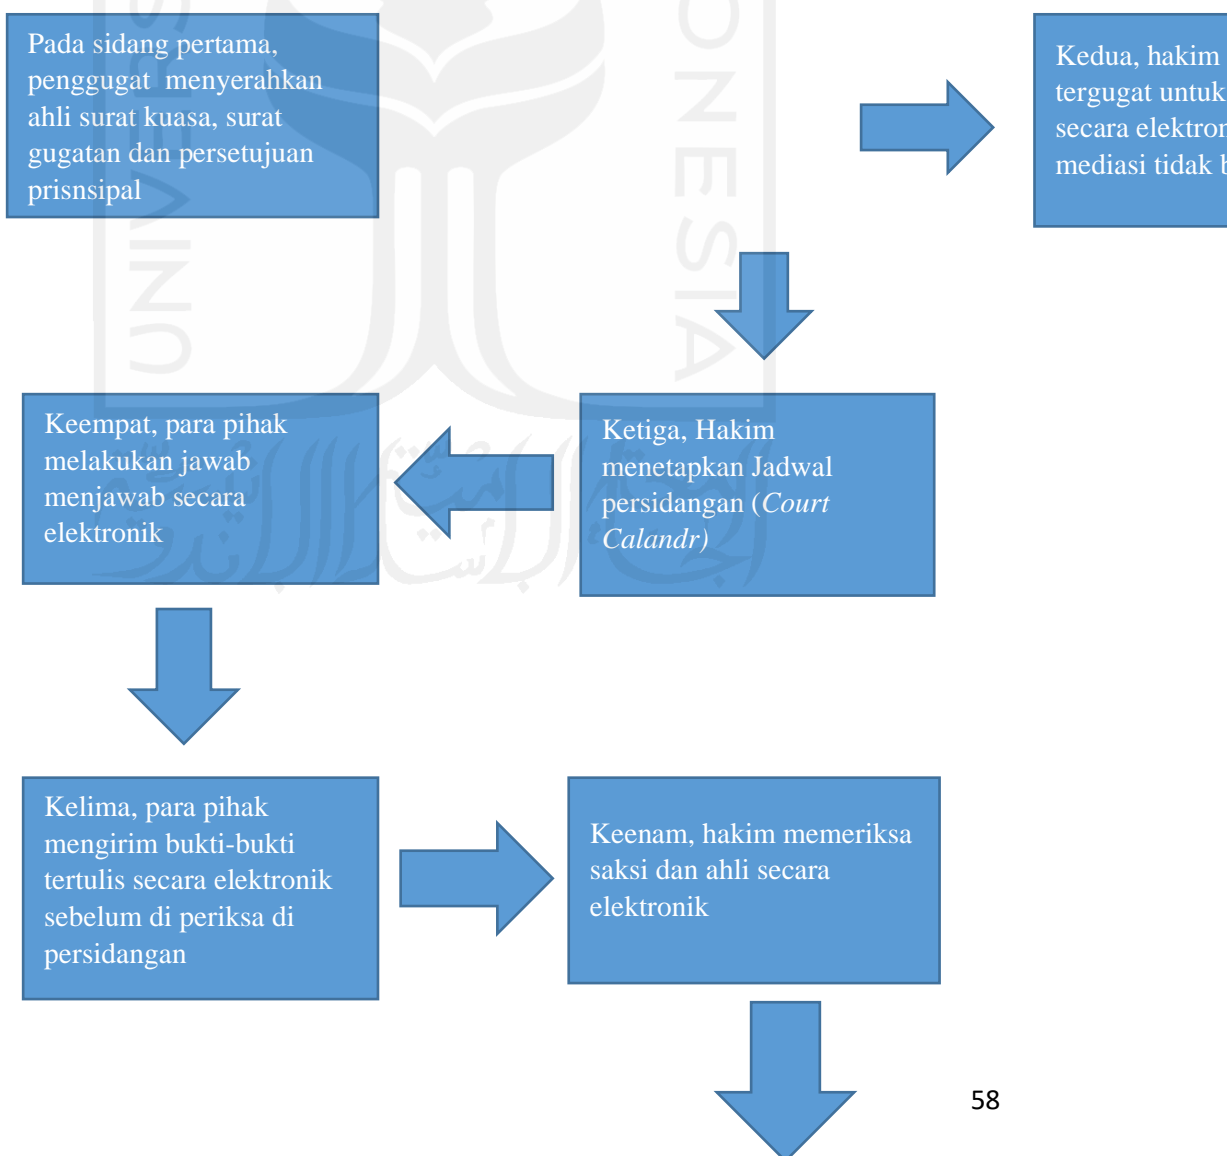 Pada sidang pertama,
penggugat menyerahkan
ahli surat kuasa, surat
gugatan dan persetujuan
prisnsipal
Kedua, hakim
tergugat untuk
secara
mediasi tidak
Ketiga, Hakim
menetapkan Jadwal
persidangan (Court
Calandr)
Keempat, para pihak
melakukan jawab
menjawab secara
elektronik
Kelima, para pihak
mengirim bukti-bukti
tertulis secara elektronik
sebelum di periksa di
persidangan
Keenam, hakim memeriksa
saksi dan ahli secara
elektronik
58